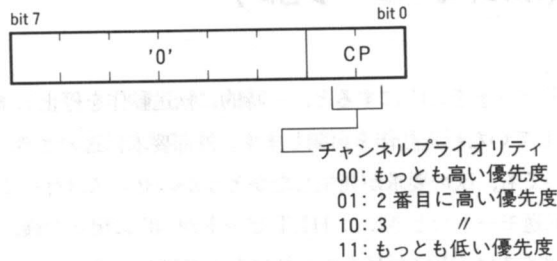 bit 7 bit 0
'0' CP
チャンネルプライオリティ
00: もっとも高い優先度
01: 2番目に高い優先度
10: 3 〃
11: もっとも低い優先度